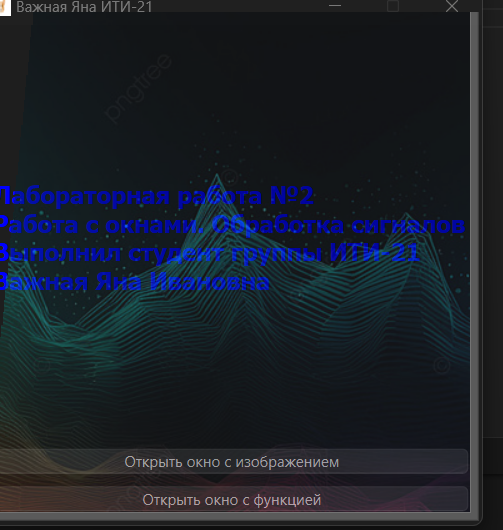 Важная Яна ИТИ-21
pngtree
Лабораторная работа №2
Работа с окнами. Обработка сигналов
Выполнил студент группы ИТИ-21
Важная Яна Ивановна
Открыть окно с изображением
Открыть окно с функцией